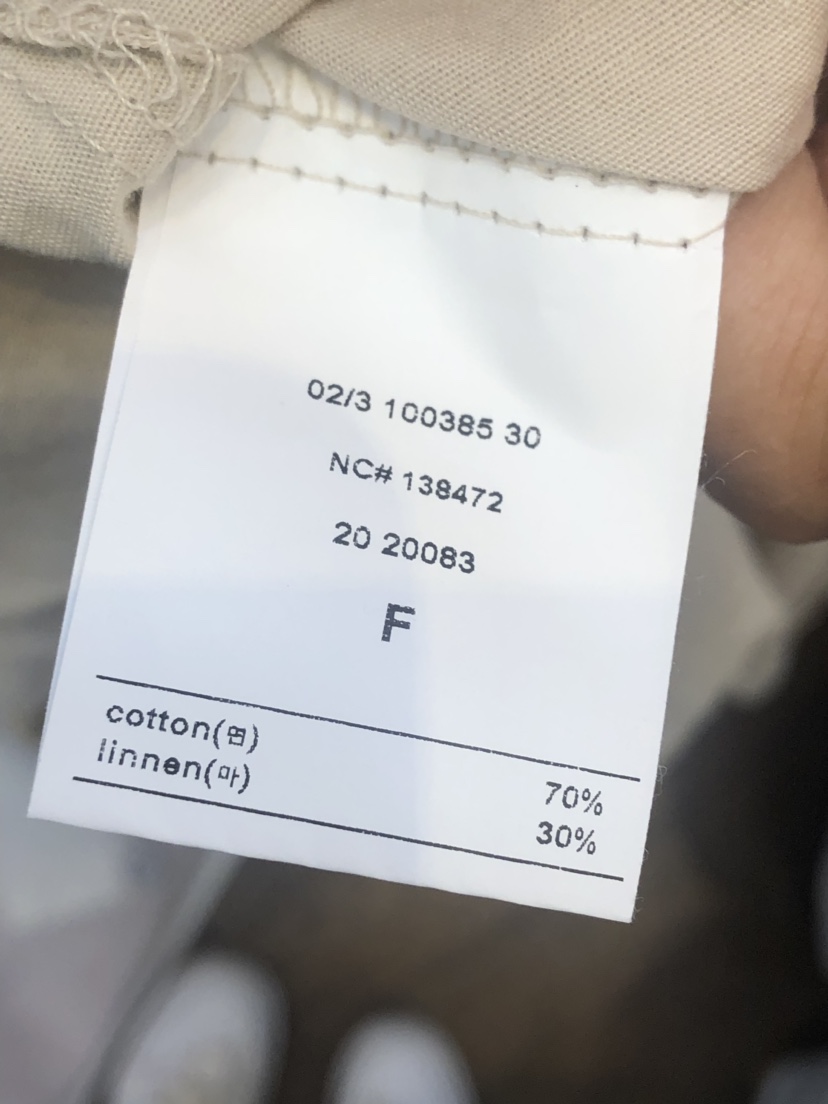 02/3 100385 30
NC# 138472
20 20083
F
cotton(면) 70%
linnen(마) 30%